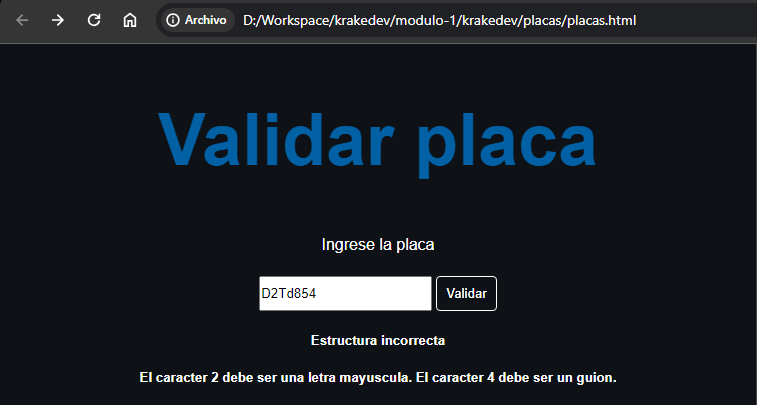 Archivo D:/Workspace/krakedev/modulo-1/krakedev/placas/placas.html
Validar placa
Ingrese la placa
D2Td854 Validar
Estructura incorrecta
El caracter 2 debe ser una letra mayuscula. El caracter 4 debe ser un guion.